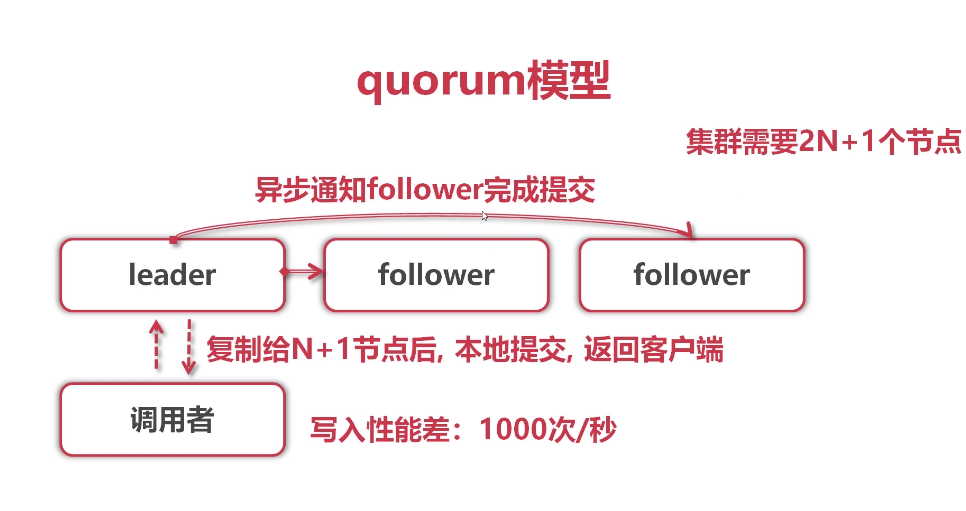 quorum模型
集群需要2N+1个节点
异步通知follower完成提交
leader
follower
follower
复制给N+1节点后, 本地提交, 返回客户端
调用者
写入性能差：1000次/秒